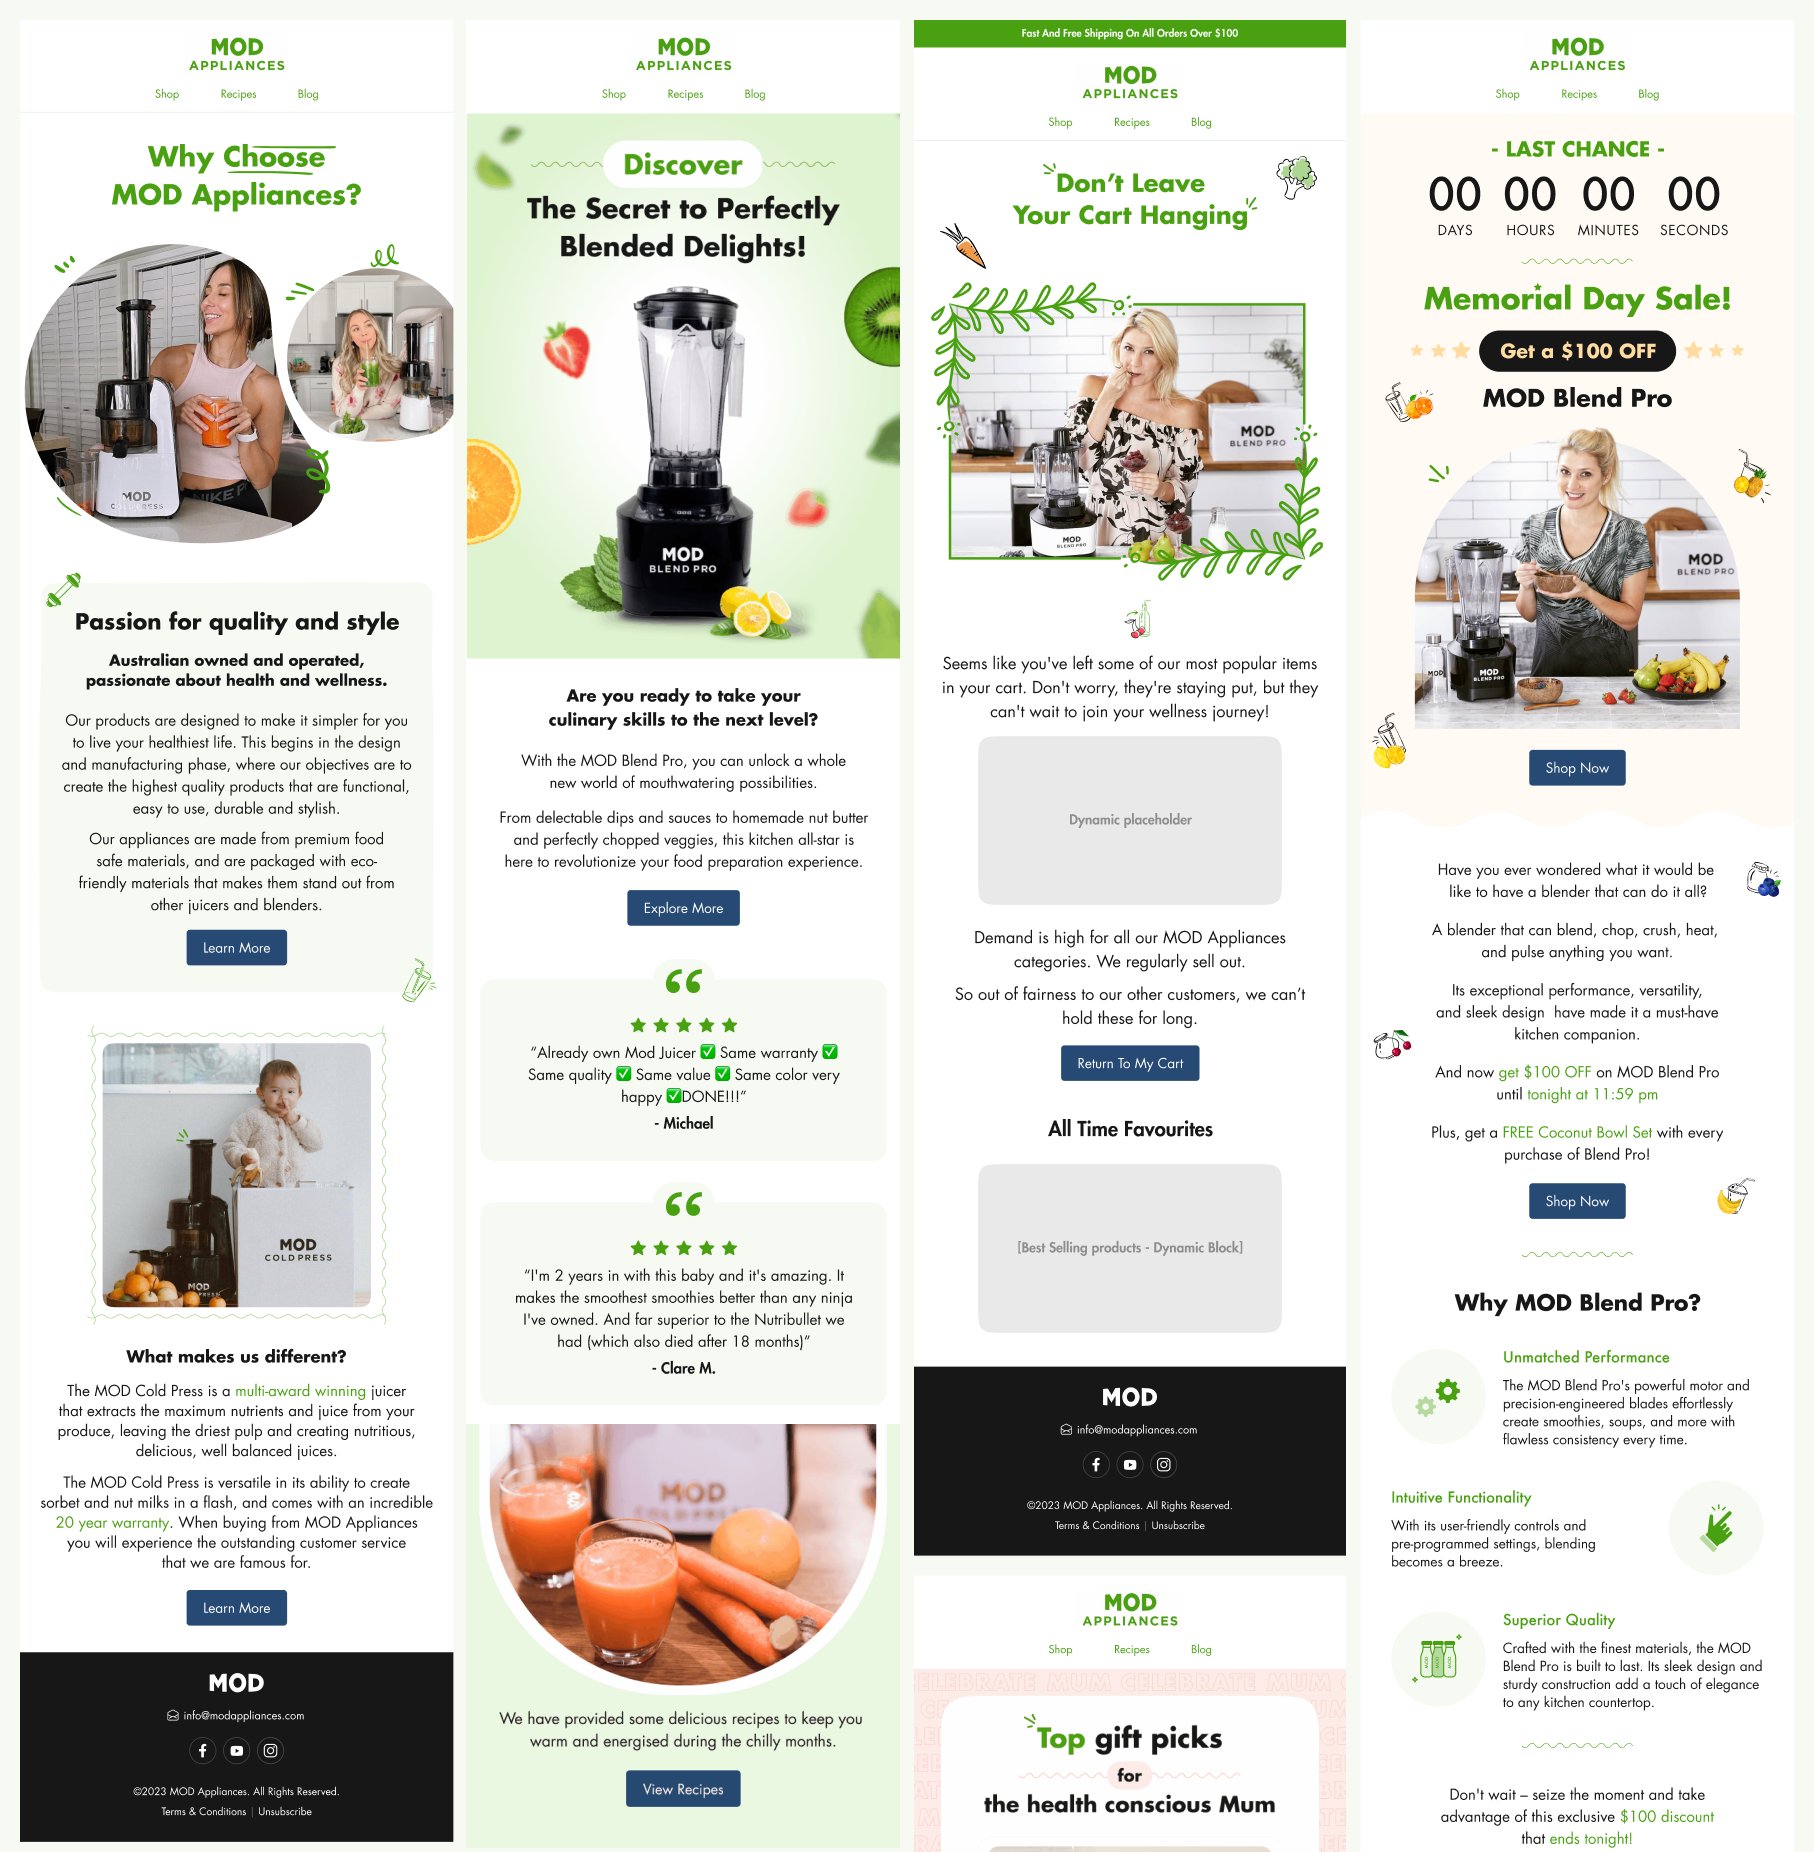 MOD
APPLIANCES
Shop Recipes Blog
Why Choose
MOD Appliances?
MOD
COLD PRESS
NIKE P
Passion for quality and style
Australian owned and operated,
passionate about health and wellness.
Our products are designed to make it simpler for you
to live your healthiest life. This begins in the design
and manufacturing phase, where our objectives are to
create the highest quality products that are functional,
easy to use, durable and stylish.
Our appliances are made from premium food
safe materials, and are packaged with eco-
friendly materials that makes them stand out from
other juicers and blenders.
Learn More
MOD
COLD PRESS
MOD
What makes us different?
The MOD Cold Press is a multi-award winning juicer
that extracts the maximum nutrients and juice from your
produce, leaving the driest pulp and creating nutritious,
delicious, well balanced juices.
The MOD Cold Press is versatile in its ability to create
sorbet and nut milks in a flash, and comes with an incredible
20 year warranty. When buying from MOD Appliances
you will experience the outstanding customer service
that we are famous for.
Learn More
MOD
info@modappliances.com
©2023 MOD Appliances. All Rights Reserved.
Terms & Conditions | Unsubscribe
MOD
APPLIANCES
Shop Recipes Blog
Discover
The Secret to Perfectly
Blended Delights!
MOD
BLEND PRO
Are you ready to take your
culinary skills to the next level?
With the MOD Blend Pro, you can unlock a whole
new world of mouthwatering possibilities.
From delectable dips and sauces to homemade nut butter
and perfectly chopped veggies, this kitchen all-star is
here to revolutionize your food preparation experience.
Explore More
“Already own Mod Juicer ✅ Same warranty ✅
Same quality ✅ Same value ✅ Same color very
happy ✅DONE!!!”
- Michael
“I'm 2 years in with this baby and it's amazing. It
makes the smoothest smoothies better than any ninja
I've owned. And far superior to the Nutribullet we
had (which also died after 18 months)”
- Clare M.
MOD
COLD PRESS
We have provided some delicious recipes to keep you
warm and energised during the chilly months.
View Recipes
Fast And Free Shipping On All Orders Over $100
MOD
APPLIANCES
Shop Recipes Blog
Don’t Leave
Your Cart Hanging
MOD
BLEND PRO
MOD
BLEND PRO
Seems like you've left some of our most popular items
in your cart. Don't worry, they're staying put, but they
can't wait to join your wellness journey!
Dynamic placeholder
Demand is high for all our MOD Appliances
categories. We regularly sell out.
So out of fairness to our other customers, we can’t
hold these for long.
Return To My Cart
All Time Favourites
[Best Selling products - Dynamic Block]
MOD
info@modappliances.com
©2023 MOD Appliances. All Rights Reserved.
Terms & Conditions | Unsubscribe
MOD
APPLIANCES
Shop Recipes Blog
CELEBRATE MUM CELEBRATE MUM
Top gift picks
for
the health conscious Mum
MOD
APPLIANCES
Shop Recipes Blog
- LAST CHANCE -
00 00 00 00
DAYS HOURS MINUTES SECONDS
Memorial Day Sale!
Get a $100 OFF
MOD Blend Pro
MOD
BLEND PRO
MOD
MOD
BLEND PRO
Shop Now
Have you ever wondered what it would be
like to have a blender that can do it all?
A blender that can blend, chop, crush, heat,
and pulse anything you want.
Its exceptional performance, versatility,
and sleek design have made it a must-have
kitchen companion.
And now get $100 OFF on MOD Blend Pro
until tonight at 11:59 pm
Plus, get a FREE Coconut Bowl Set with every
purchase of Blend Pro!
Shop Now
Why MOD Blend Pro?
Unmatched Performance
The MOD Blend Pro's powerful motor and
precision-engineered blades effortlessly
create smoothies, soups, and more with
flawless consistency every time.
Intuitive Functionality
With its user-friendly controls and
pre-programmed settings, blending
becomes a breeze.
Superior Quality
Crafted with the finest materials, the MOD
Blend Pro is built to last. Its sleek design and
sturdy construction add a touch of elegance
to any kitchen countertop.
Don't wait – seize the moment and take
advantage of this exclusive $100 discount
that ends tonight!